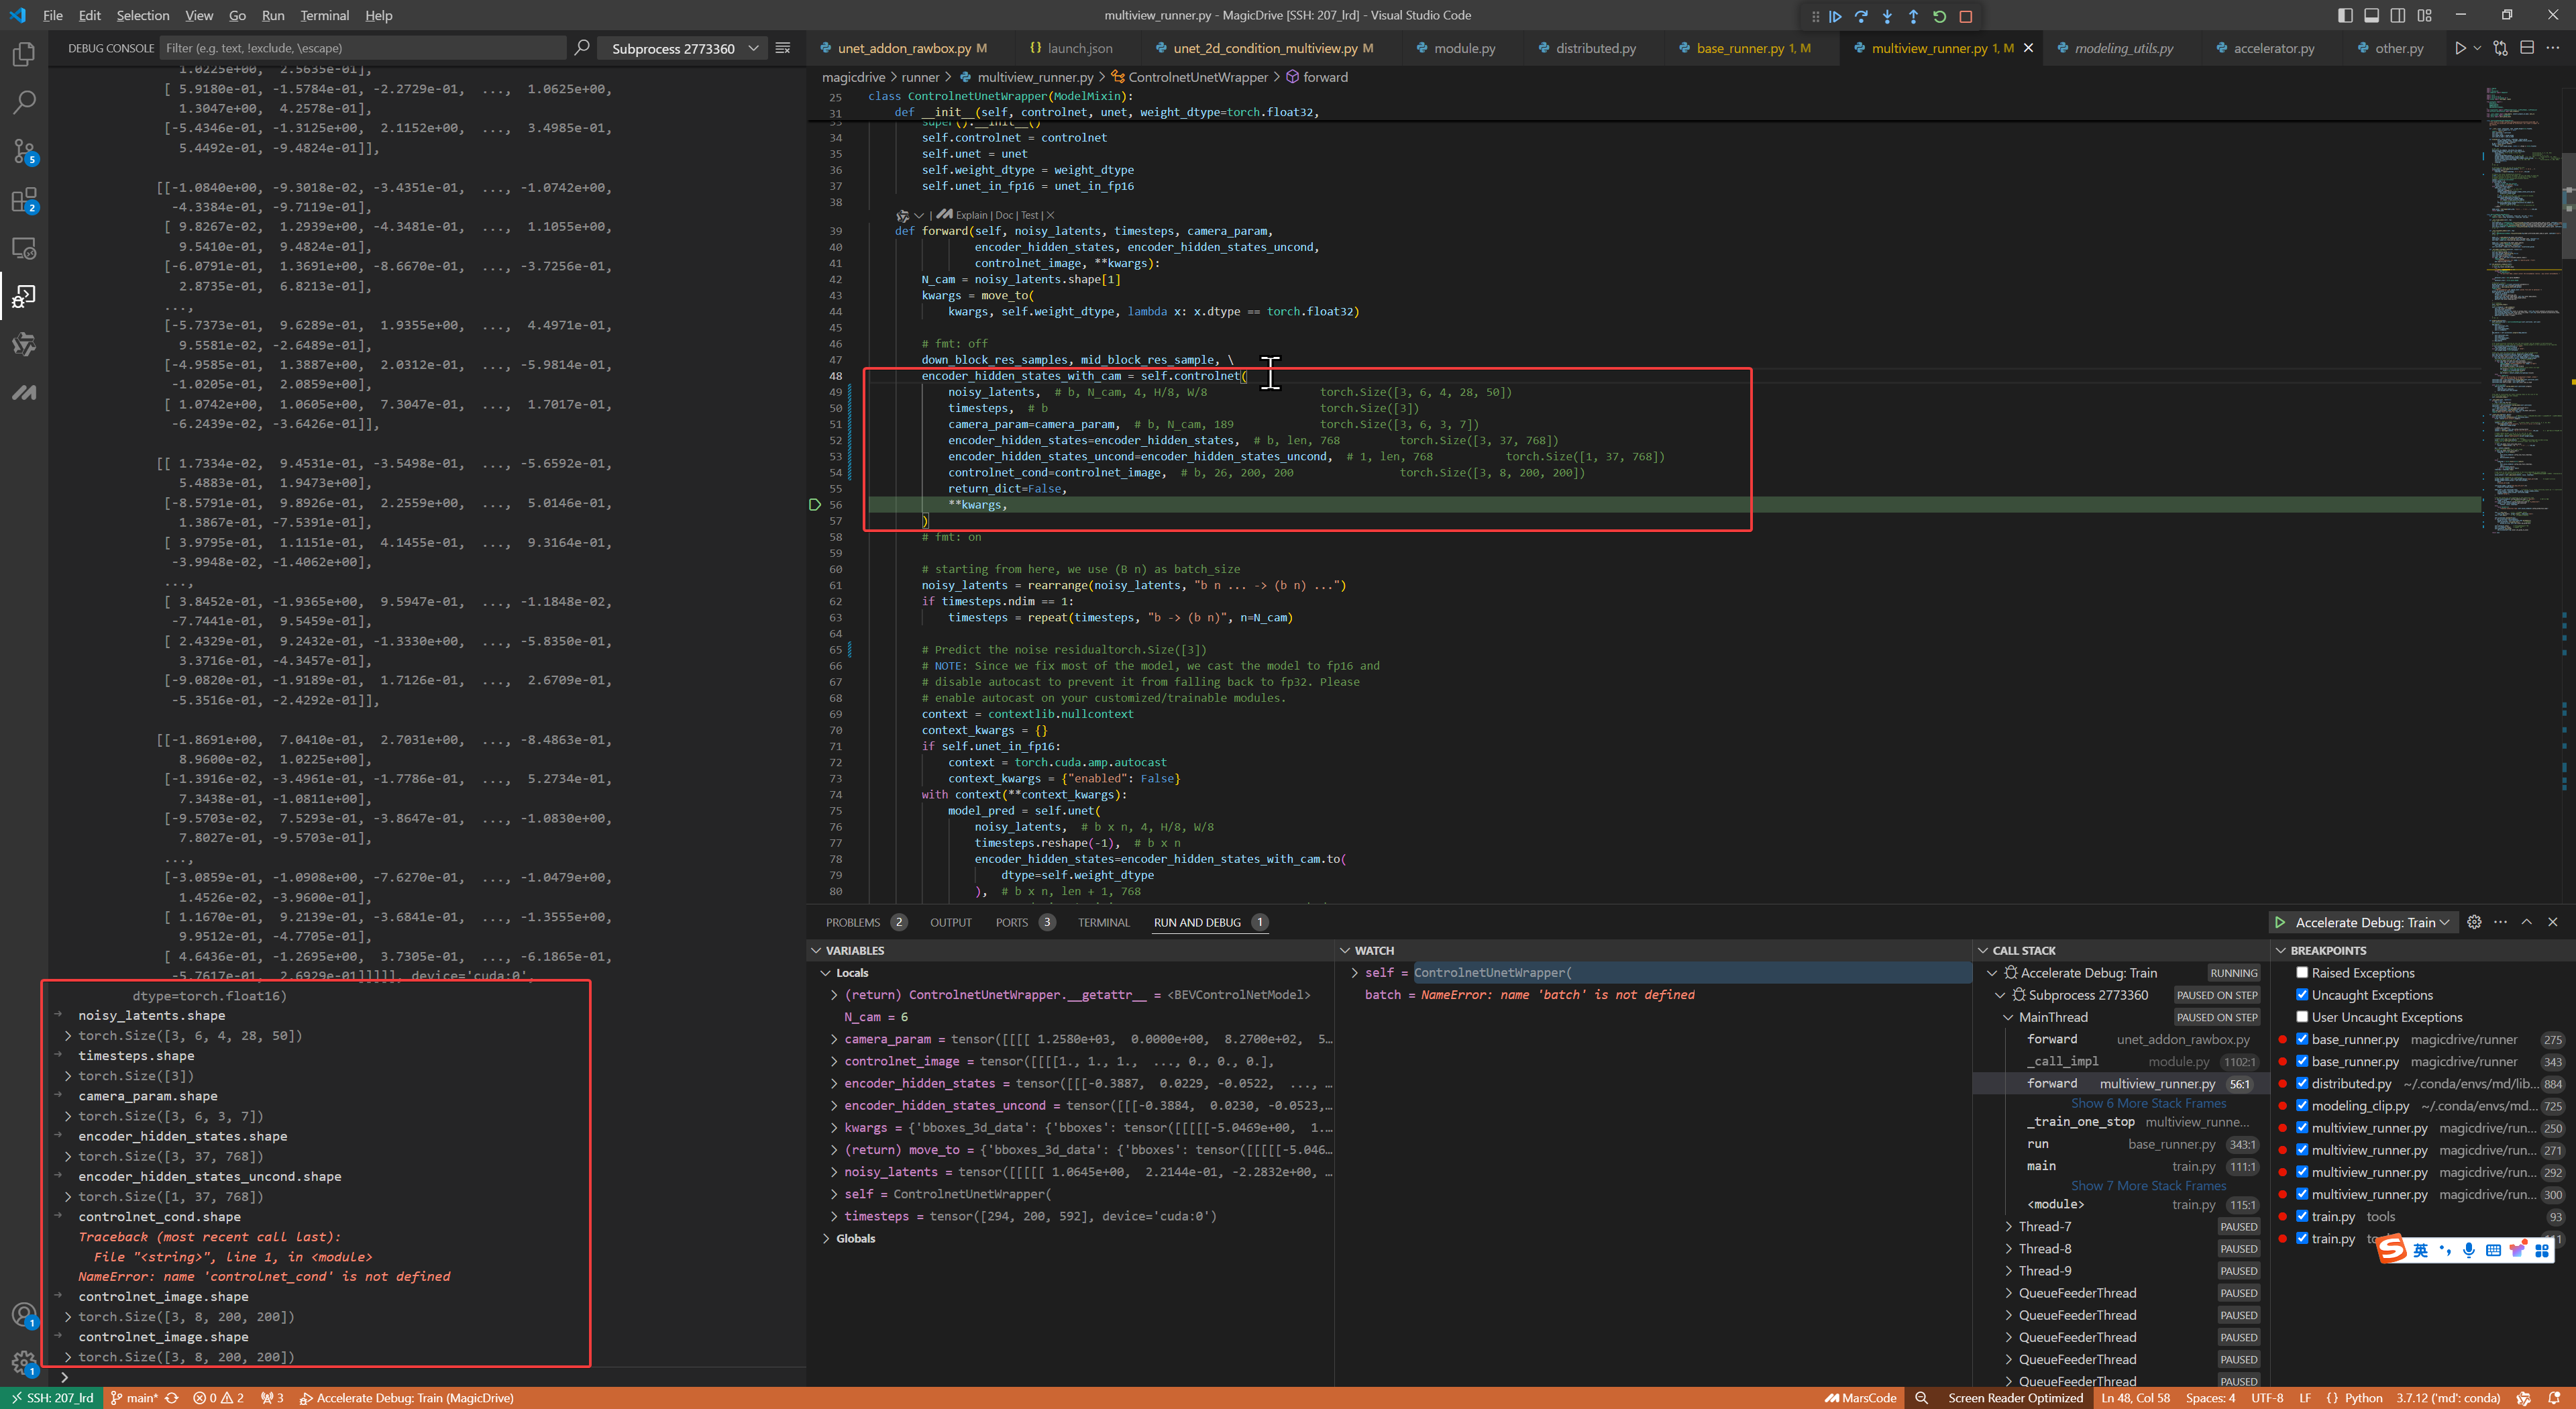 File Edit Selection View Go Run Terminal Help
multiview_runner.py - MagicDrive [SSH: 207_lrd] - Visual Studio Code
DEBUG CONSOLE Filter (e.g. text, !exclude, \escape) Subprocess 2773360
unet_addon_rawbox.py M launch.json unet_2d_condition_multiview.py M module.py distributed.py base_runner.py 1, M multiview_runner.py 1, M modeling_utils.py accelerator.py other.py
magicdrive > runner > multiview_runner.py > ControlnetUnetWrapper > forward
1.0225e+00, 2.5635e-01],
[ 5.9180e-01, -1.5784e-01, -2.2729e-01, ..., 1.0625e+00,
1.3047e+00, 4.2578e-01],
[-5.4346e-01, -1.3125e+00, 2.1152e+00, ..., 3.4985e-01,
5.4492e-01, -9.4824e-01]],
[[-1.0840e+00, -9.3018e-02, -3.4351e-01, ..., -1.0742e+00,
-4.3384e-01, -9.7119e-01],
[ 9.8267e-02, 1.2939e+00, -4.3481e-01, ..., 1.1055e+00,
9.5410e-01, 9.4824e-01],
[-6.0791e-01, 1.3691e+00, -8.6670e-01, ..., -3.7256e-01,
2.8735e-01, 6.8213e-01],
...,
[-5.7373e-01, 9.6289e-01, 1.9355e+00, ..., 4.4971e-01,
9.5581e-02, -2.6489e-01],
[-4.9585e-01, 1.3887e+00, 2.0312e-01, ..., -5.9814e-01,
-1.0205e-01, 2.0859e+00],
[ 1.0742e+00, 1.0605e+00, 7.3047e-01, ..., 1.7017e-01,
-6.2439e-02, -3.6426e-01]],
[[ 1.7334e-02, 9.4531e-01, -3.5498e-01, ..., -5.6592e-01,
5.4883e-01, 1.9473e+00],
[-8.5791e-01, 9.8926e-01, 2.2559e+00, ..., 5.0146e-01,
1.3867e-01, -7.5391e-01],
[ 3.9795e-01, 1.1151e-01, 4.1455e-01, ..., 9.3164e-01,
-3.9948e-02, -1.4062e+00],
...,
[ 3.8452e-01, -1.9365e+00, 9.5947e-01, ..., -1.1848e-02,
-7.7441e-01, 9.5459e-01],
[ 2.4329e-01, 9.2432e-01, -1.3330e+00, ..., -5.8350e-01,
3.3716e-01, -4.3457e-01],
[-9.0820e-01, -1.9189e-01, 1.7126e-01, ..., 2.6709e-01,
-5.3516e-01, -2.4292e-01]],
[[-1.8691e+00, 7.0410e-01, 2.7031e+00, ..., -8.4863e-01,
8.9600e-02, 1.0225e+00],
[-1.3916e-02, -3.4961e-01, -1.7786e-01, ..., 5.2734e-01,
7.3438e-01, -1.0811e+00],
[-9.5703e-02, 7.5293e-01, -3.8647e-01, ..., -1.0830e+00,
7.8027e-01, -9.5703e-01],
...,
[-3.0859e-01, -1.0908e+00, -7.6270e-01, ..., -1.0479e+00,
1.4526e-02, -3.9600e-01],
[ 1.1670e-01, 9.2139e-01, -3.6841e-01, ..., -1.3555e+00,
9.9512e-01, -4.7705e-01],
[ 4.6436e-01, -1.2695e+00, 3.7305e-01, ..., -6.1865e-01,
-5.7617e-01, 2.6929e-01]]]]], device='cuda:0',
dtype=torch.float16)
noisy_latents.shape
torch.Size([3, 6, 4, 28, 50])
timesteps.shape
torch.Size([3])
camera_param.shape
torch.Size([3, 6, 3, 7])
encoder_hidden_states.shape
torch.Size([3, 37, 768])
encoder_hidden_states_uncond.shape
torch.Size([1, 37, 768])
controlnet_cond.shape
Traceback (most recent call last):
File "<string>", line 1, in <module>
NameError: name 'controlnet_cond' is not defined
controlnet_image.shape
torch.Size([3, 8, 200, 200])
controlnet_image.shape
torch.Size([3, 8, 200, 200])
25 class ControlnetUnetWrapper(ModelMixin):
31 def __init__(self, controlnet, unet, weight_dtype=torch.float32,
33 super().__init__()
34 self.controlnet = controlnet
35 self.unet = unet
36 self.weight_dtype = weight_dtype
37 self.unet_in_fp16 = unet_in_fp16
38
Explain | Doc | Test | X
39 def forward(self, noisy_latents, timesteps, camera_param,
40 encoder_hidden_states, encoder_hidden_states_uncond,
41 controlnet_image, **kwargs):
42 N_cam = noisy_latents.shape[1]
43 kwargs = move_to(
44 kwargs, self.weight_dtype, lambda x: x.dtype == torch.float32)
45
46 # fmt: off
47 down_block_res_samples, mid_block_res_sample, \
48 encoder_hidden_states_with_cam = self.controlnet(
49 noisy_latents, # b, N_cam, 4, H/8, W/8 torch.Size([3, 6, 4, 28, 50])
50 timesteps, # b torch.Size([3])
51 camera_param=camera_param, # b, N_cam, 189 torch.Size([3, 6, 3, 7])
52 encoder_hidden_states=encoder_hidden_states, # b, len, 768 torch.Size([3, 37, 768])
53 encoder_hidden_states_uncond=encoder_hidden_states_uncond, # 1, len, 768 torch.Size([1, 37, 768])
54 controlnet_cond=controlnet_image, # b, 26, 200, 200 torch.Size([3, 8, 200, 200])
55 return_dict=False,
56 **kwargs,
57 )
58 # fmt: on
59
60 # starting from here, we use (B n) as batch_size
61 noisy_latents = rearrange(noisy_latents, "b n ... -> (b n) ...")
62 if timesteps.ndim == 1:
63 timesteps = repeat(timesteps, "b -> (b n)", n=N_cam)
64
65 # Predict the noise residualtorch.Size([3])
66 # NOTE: Since we fix most of the model, we cast the model to fp16 and
67 # disable autocast to prevent it from falling back to fp32. Please
68 # enable autocast on your customized/trainable modules.
69 context = contextlib.nullcontext
70 context_kwargs = {}
71 if self.unet_in_fp16:
72 context = torch.cuda.amp.autocast
73 context_kwargs = {"enabled": False}
74 with context(**context_kwargs):
75 model_pred = self.unet(
76 noisy_latents, # b x n, 4, H/8, W/8
77 timesteps.reshape(-1), # b x n
78 encoder_hidden_states=encoder_hidden_states_with_cam.to(
79 dtype=self.weight_dtype
80 ), # b x n, len + 1, 768
PROBLEMS 2 OUTPUT PORTS 3 TERMINAL RUN AND DEBUG 1 Accelerate Debug: Train
VARIABLES
Locals
(return) ControlnetUnetWrapper.__getattr__ = <BEVControlNetModel>
N_cam = 6
camera_param = tensor([[[[ 1.2580e+03, 0.0000e+00, 8.2700e+02, 5...
controlnet_image = tensor([[[[1., 1., 1., ..., 0., 0., 0.],
encoder_hidden_states = tensor([[[-0.3887, 0.0229, -0.0522, ..., ...
encoder_hidden_states_uncond = tensor([[[-0.3884, 0.0230, -0.0523,...
kwargs = {'bboxes_3d_data': {'bboxes': tensor([[[[[-5.0469e+00, 1....
(return) move_to = {'bboxes_3d_data': {'bboxes': tensor([[[[[-5.046...
noisy_latents = tensor([[[[[ 1.0645e+00, 2.2144e-01, -2.2832e+00, ...
self = ControlnetUnetWrapper(
timesteps = tensor([294, 200, 592], device='cuda:0')
Globals
WATCH
self = ControlnetUnetWrapper(
batch = NameError: name 'batch' is not defined
CALL STACK
Accelerate Debug: Train RUNNING
Subprocess 2773360 PAUSED ON STEP
MainThread PAUSED ON STEP
forward unet_addon_rawbox.py
_call_impl module.py 1102:1
forward multiview_runner.py 56:1
Show 6 More Stack Frames
_train_one_stop multiview_runne...
run base_runner.py 343:1
main train.py 111:1
Show 7 More Stack Frames
<module> train.py 115:1
Thread-7 PAUSED
Thread-8 PAUSED
Thread-9 PAUSED
QueueFeederThread PAUSED
QueueFeederThread PAUSED
QueueFeederThread PAUSED
QueueFeederThread PAUSED
QueueFeederThread PAUSED
BREAKPOINTS
Raised Exceptions
Uncaught Exceptions
User Uncaught Exceptions
base_runner.py magicdrive/runner 275
base_runner.py magicdrive/runner 343
distributed.py ~/.conda/envs/md/lib... 884
modeling_clip.py ~/.conda/envs/md... 725
multiview_runner.py magicdrive/run... 250
multiview_runner.py magicdrive/run... 271
multiview_runner.py magicdrive/run... 292
multiview_runner.py magicdrive/run... 300
train.py tools 93
train.py
英
SSH: 207_lrd main* 0 2 3 Accelerate Debug: Train (MagicDrive) MarsCode Screen Reader Optimized Ln 48, Col 58 Spaces: 4 UTF-8 LF {} Python 3.7.12 ('md': conda)